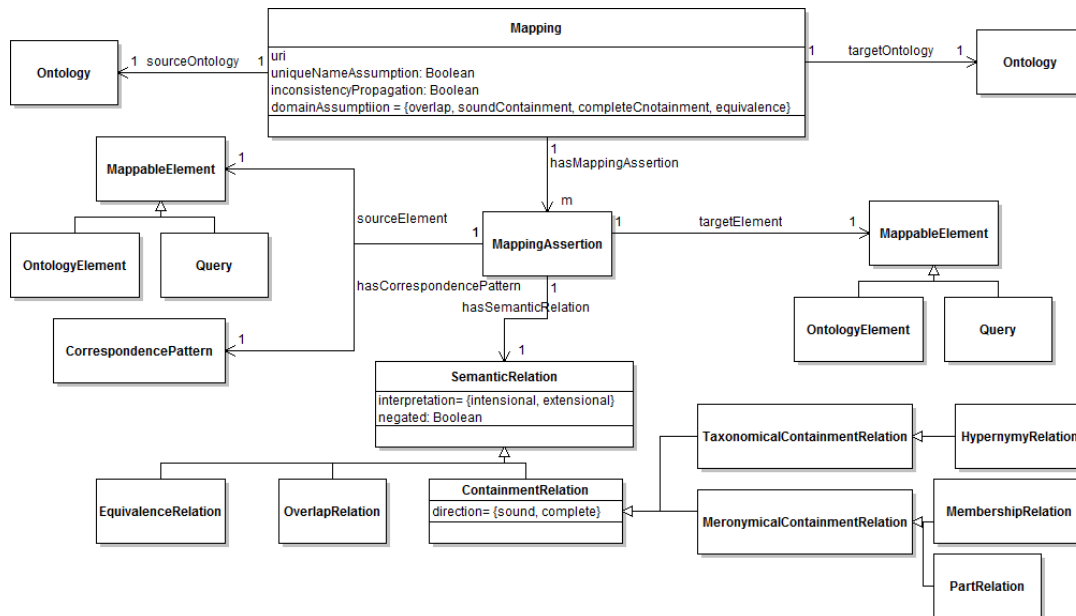 Mapping
uri
uniqueNameAssumption: Boolean
inconsistencyPropagation: Boolean
domainAssumptiion = {overlap, soundContainment, completeCnotainment, equivalence}
Ontology
1 sourceOntology 1
1 targetOntology 1
Ontology
1
hasMappingAssertion
m
MappableElement
1
OntologyElement
Query
sourceElement
1
MappingAssertion
1 targetElement 1
MappableElement
OntologyElement
Query
hasCorrespondencePattern
1
CorrespondencePattern
1
hasSemanticRelation
1
SemanticRelation
interpretation= {intensional, extensional}
negated: Boolean
EquivalenceRelation
OverlapRelation
ContainmentRelation
direction= {sound, complete}
TaxonomicalContainmentRelation
HypernymyRelation
MeronymicalContainmentRelation
MembershipRelation
PartRelation